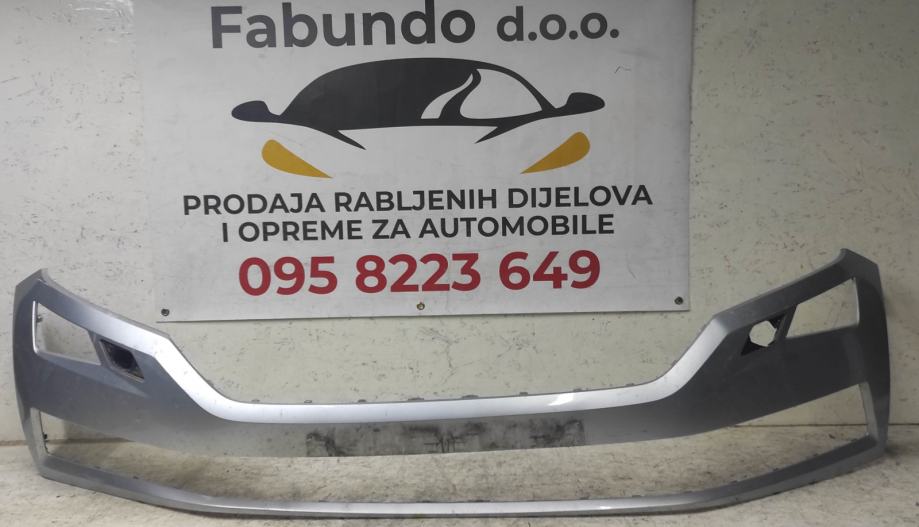 Fabundo d.o.o.
PRODAJA RABLJENIH DIJELOVA
I OPREME ZA AUTOMOBILE
095 8223 649